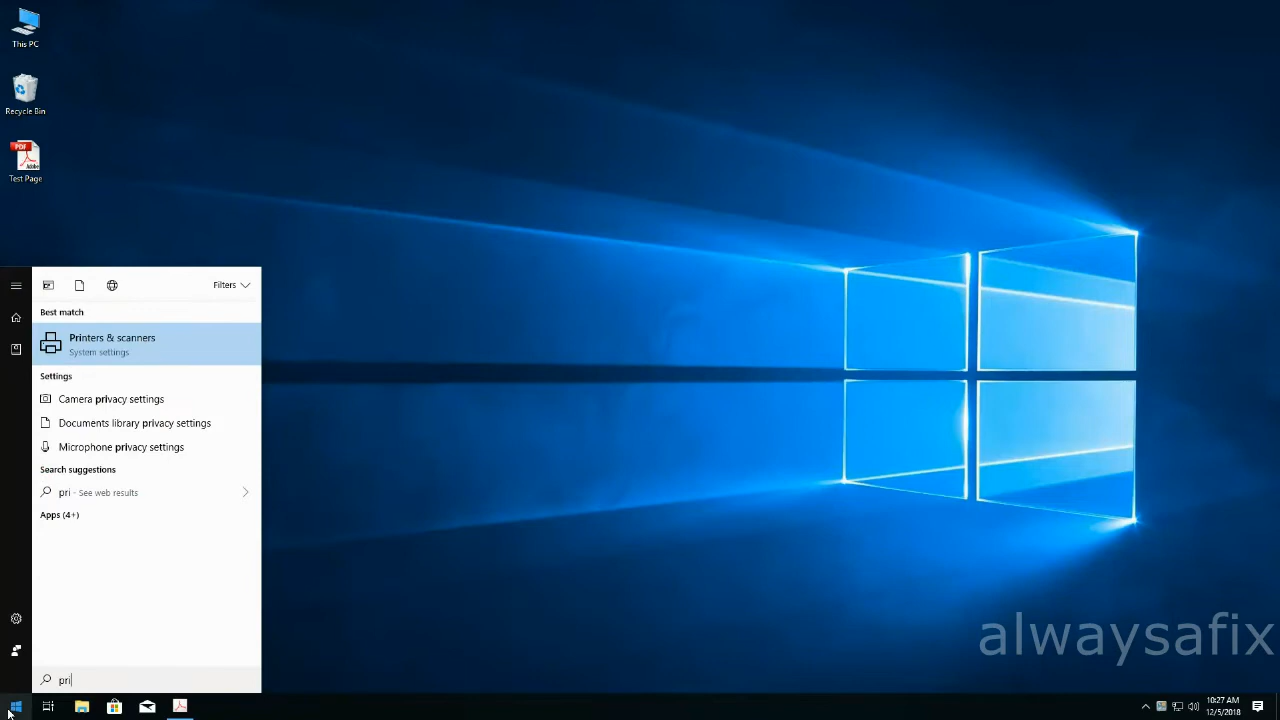 This PC
Recycle Bin
PDF
Adobe
Test Page
Filters
Best match
Printers & scanners
System settings
Settings
Camera privacy settings
Documents library privacy settings
Microphone privacy settings
Search suggestions
pri - See web results
Apps (4+)
pri
alwaysafix
10:27 AM
12/5/2018